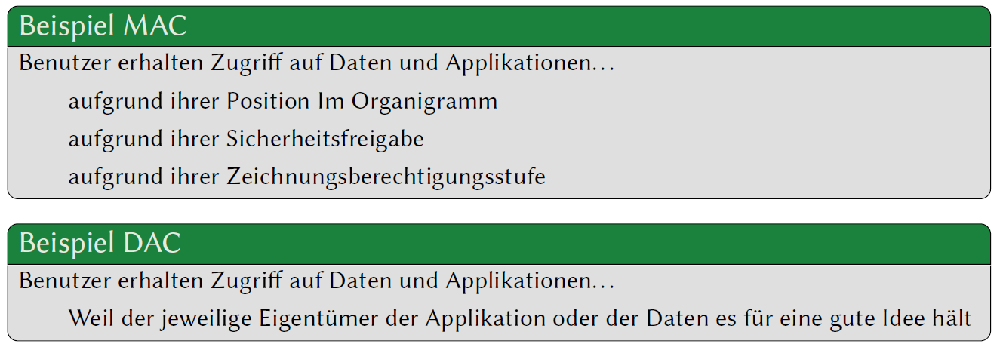 Beispiel MAC
Benutzer erhalten Zugriff auf Daten und Applikationen…
aufgrund ihrer Position Im Organigramm
aufgrund ihrer Sicherheitsfreigabe
aufgrund ihrer Zeichnungsberechtigungsstufe
Beispiel DAC
Benutzer erhalten Zugriff auf Daten und Applikationen…
Weil der jeweilige Eigentümer der Applikation oder der Daten es für eine gute Idee hält